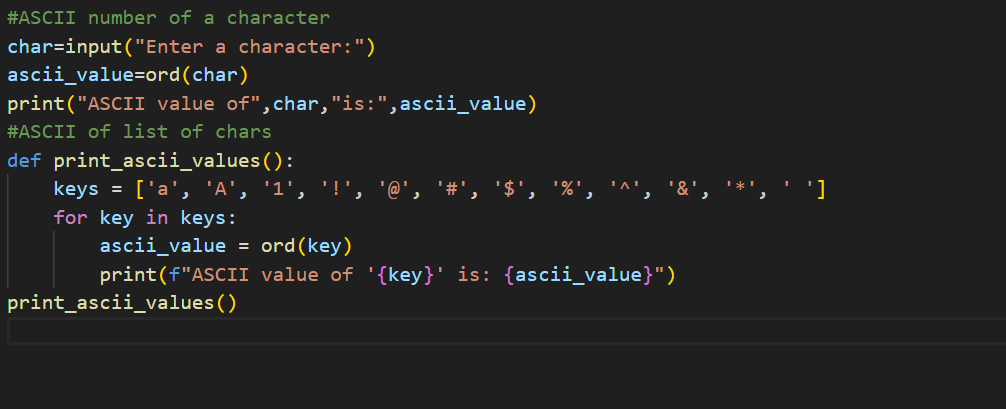 #ASCII number of a character
char=input("Enter a character:")
ascii_value=ord(char)
print("ASCII value of",char,"is:",ascii_value)
#ASCII of list of chars
def print_ascii_values():
    keys = ['a', 'A', '1', '!', '@', '#', '$', '%', '^', '&', '*', ' ']
    for key in keys:
        ascii_value = ord(key)
        print(f"ASCII value of '{key}' is: {ascii_value}")
print_ascii_values()